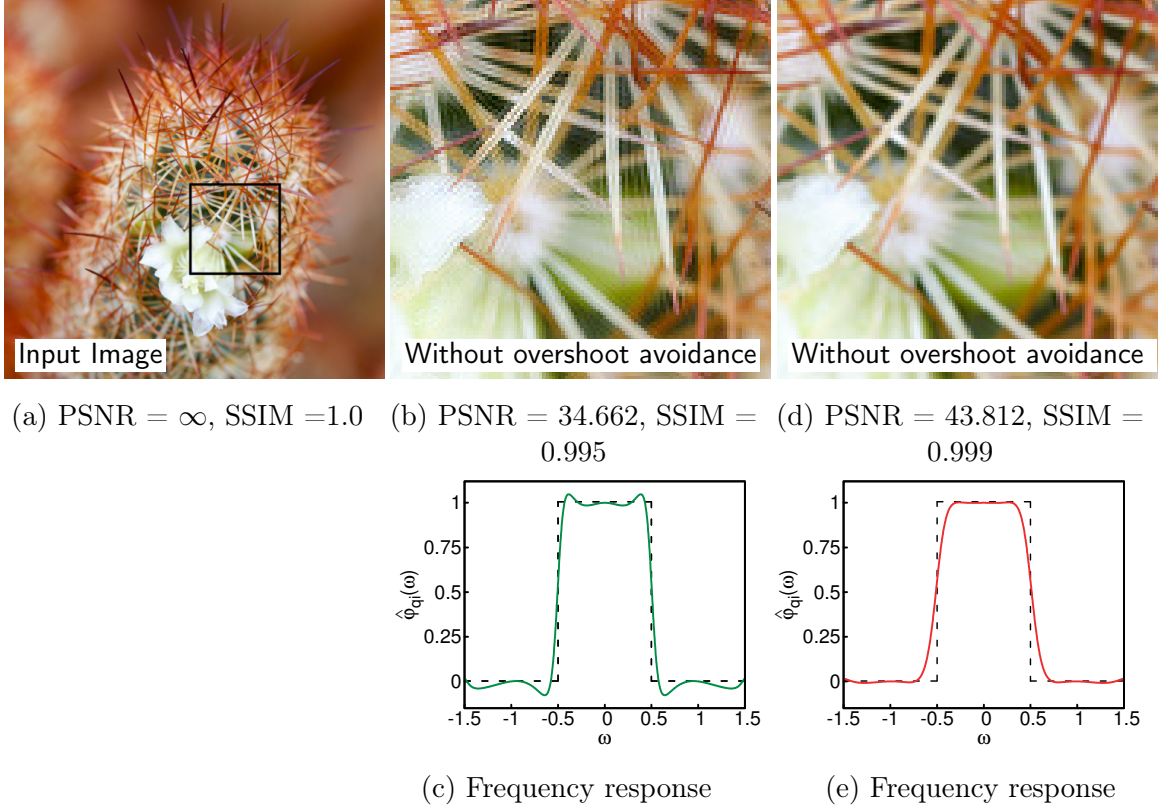 Input Image
Without overshoot avoidance
Without overshoot avoidance
(a) PSNR = ∞, SSIM =1.0
(b) PSNR = 34.662, SSIM =
0.995
(d) PSNR = 43.812, SSIM =
0.999
1
0.75
0.5
0.25
0
φ̂qi(ω)
-1.5 -1 -0.5 0 0.5 1 1.5
ω
(c) Frequency response
1
0.75
0.5
0.25
0
φ̂qi(ω)
-1.5 -1 -0.5 0 0.5 1 1.5
ω
(e) Frequency response